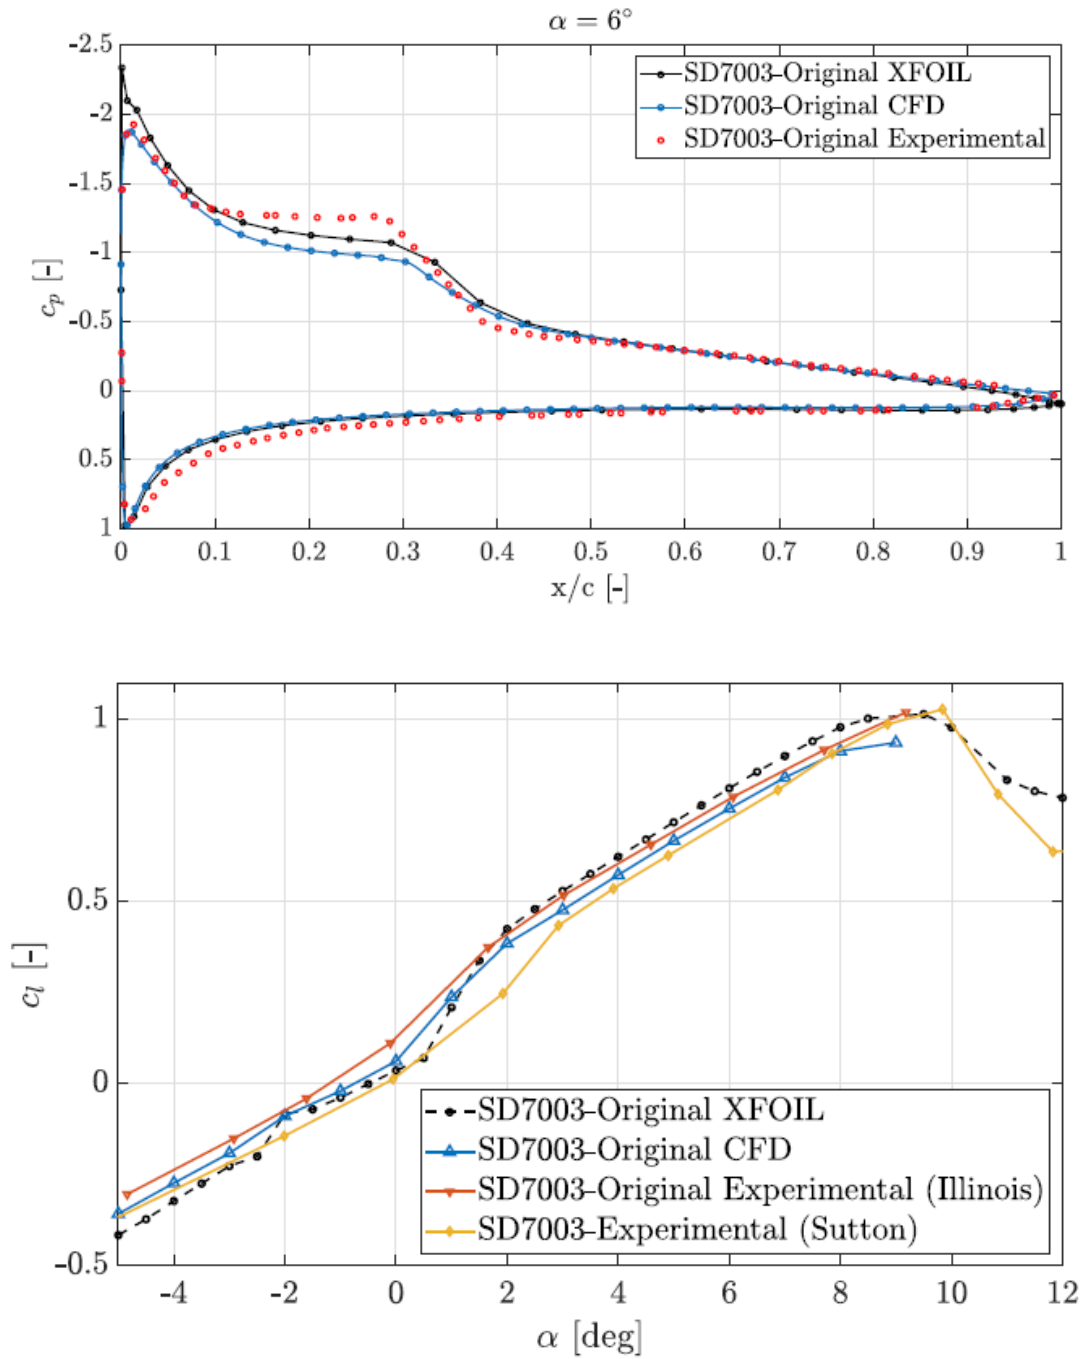 α = 6°
-2.5
-2
-1.5
-1
-0.5
0
0.5
1
c_p [-]
SD7003-Original XFOIL
SD7003-Original CFD
SD7003-Original Experimental
0 0.1 0.2 0.3 0.4 0.5 0.6 0.7 0.8 0.9 1
x/c [-]
1
0.5
0
-0.5
c_l [-]
SD7003-Original XFOIL
SD7003-Original CFD
SD7003-Original Experimental (Illinois)
SD7003-Experimental (Sutton)
-4 -2 0 2 4 6 8 10 12
α [deg]